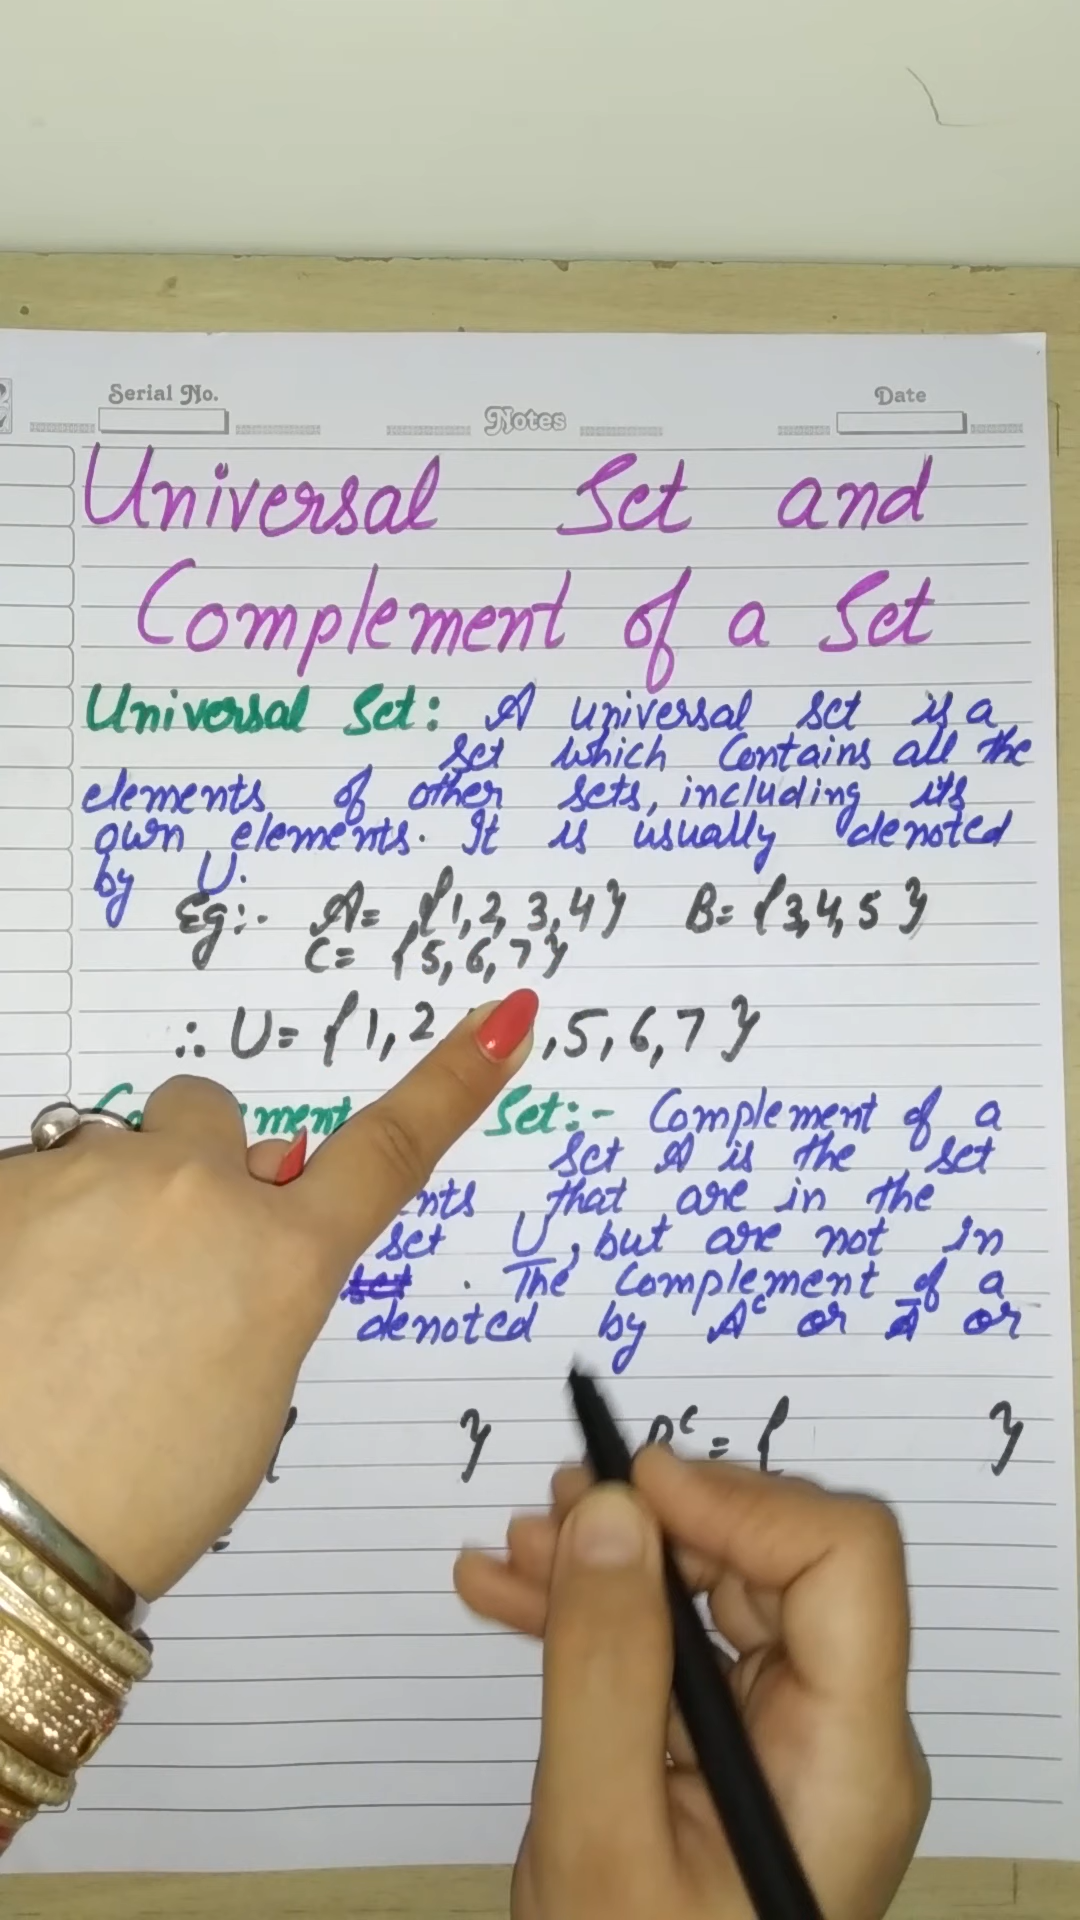 Serial No.
Notes
Date
Universal Set and
Complement of a Set
Universal Set: A universal set is a
set which contains all the
elements of other sets, including its
own elements. It is usually denoted
by U.
Eg:- A= {1,2,3,4} B= {3,4,5}
C= {5,6,7}
∴ U= {1,2 ,5,6,7}
Set:- Complement of a
Set A is the set
that are in the
set U, but are not in
. The Complement of a
denoted by Aᶜ or Ā or
{ } Bᶜ = { }
=